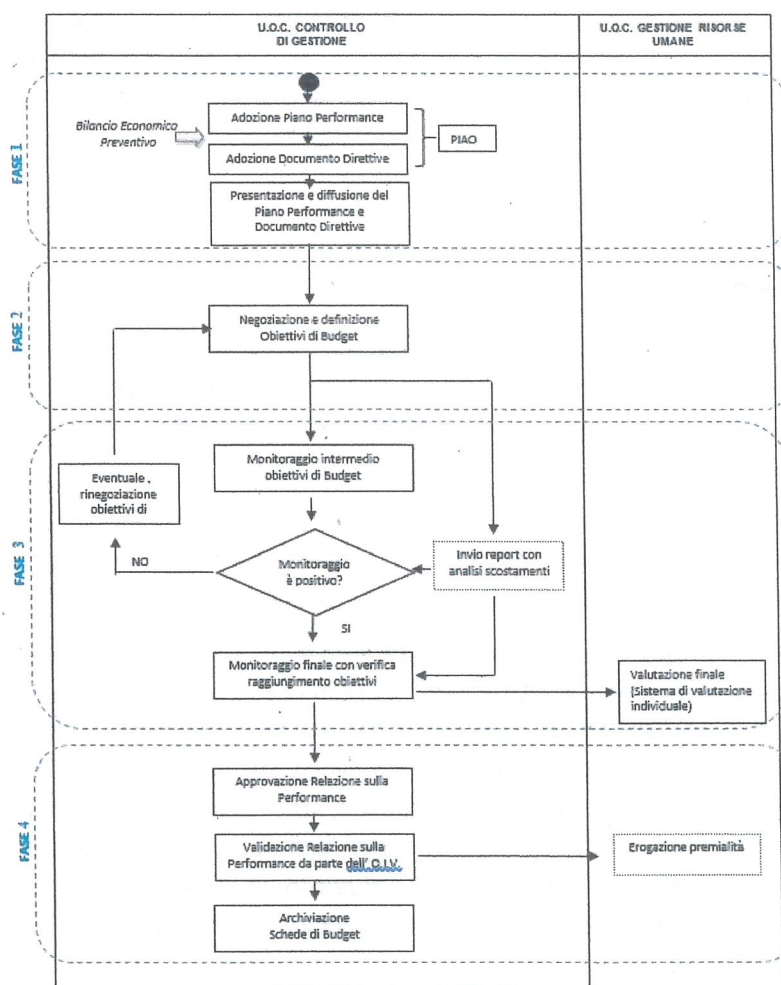 U.O.C. CONTROLLO
DI GESTIONE
U.O.C. GESTIONE RISORSE
UMANE
FASE 1
Bilancio Economico
Preventivo
Adozione Piano Performance
Adozione Documento Direttive
PIAO
Presentazione e diffusione del
Piano Performance e
Documento Direttive
FASE 2
Negoziazione e definizione
Obiettivi di Budget
FASE 3
Monitoraggio intermedio
obiettivi di Budget
Eventuale
rinegoziazione
obiettivi di
NO
Monitoraggio
è positivo?
Invio report con
analisi scostamenti
SI
Monitoraggio finale con verifica
raggiungimento obiettivi
Valutazione finale
(Sistema di valutazione
individuale)
FASE 4
Approvazione Relazione sulla
Performance
Validazione Relazione sulla
Performance da parte dell' O.I.V.
Erogazione premialità
Archiviazione
Schede di Budget